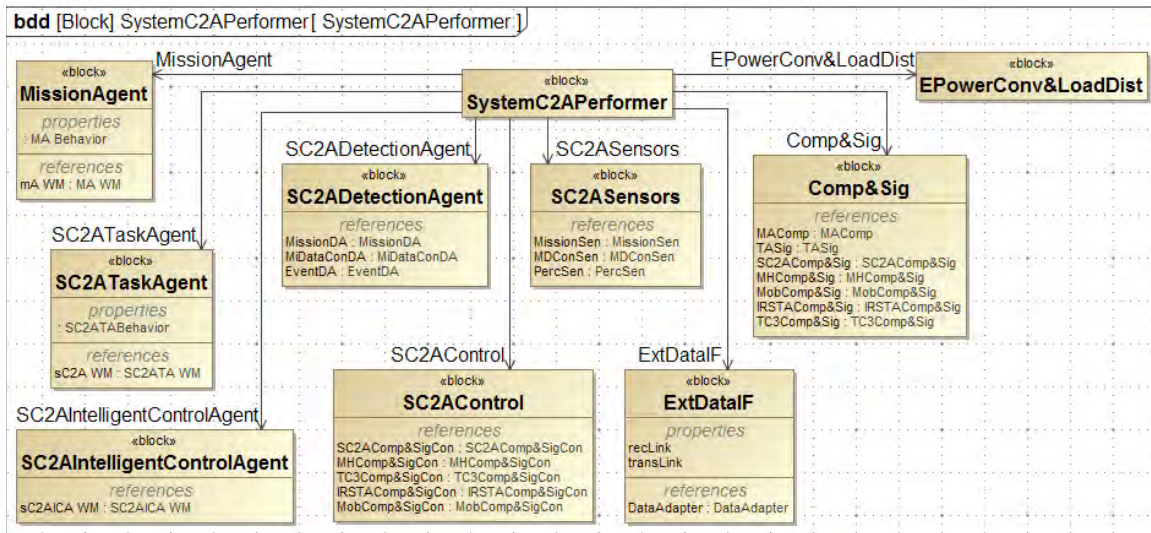 bdd [Block] SystemC2APerformer[ SystemC2APerformer ]
MissionAgent
«block»
MissionAgent
properties
: MA Behavior
references
mA WM : MA WM
«block»
SystemC2APerformer
EPowerConv&LoadDist
«block»
EPowerConv&LoadDist
SC2ADetectionAgent
«block»
SC2ADetectionAgent
references
MissionDA : MissionDA
MiDataConDA : MiDataConDA
EventDA : EventDA
SC2ASensors
«block»
SC2ASensors
references
MissionSen : MissionSen
MDConSen : MDConSen
PercSen : PercSen
Comp&Sig
«block»
Comp&Sig
references
MAComp : MAComp
TASig : TASig
SC2AComp&Sig : SC2AComp&Sig
MHComp&Sig : MHComp&Sig
MobComp&Sig : MobComp&Sig
IRSTAComp&Sig : IRSTAComp&Sig
TC3Comp&Sig : TC3Comp&Sig
SC2ATaskAgent
«block»
SC2ATaskAgent
properties
: SC2ATABehavior
references
sC2A WM : SC2ATA WM
SC2AIntelligentControlAgent
«block»
SC2AIntelligentControlAgent
references
sC2AICA WM : SC2AICA WM
SC2AControl
«block»
SC2AControl
references
SC2AComp&SigCon : SC2AComp&SigCon
MHComp&SigCon : MHComp&SigCon
TC3Comp&SigCon : TC3Comp&SigCon
IRSTAComp&SigCon : IRSTAComp&SigCon
MobComp&SigCon : MobComp&SigCon
ExtDataIF
«block»
ExtDataIF
properties
recLink
transLink
references
DataAdapter : DataAdapter